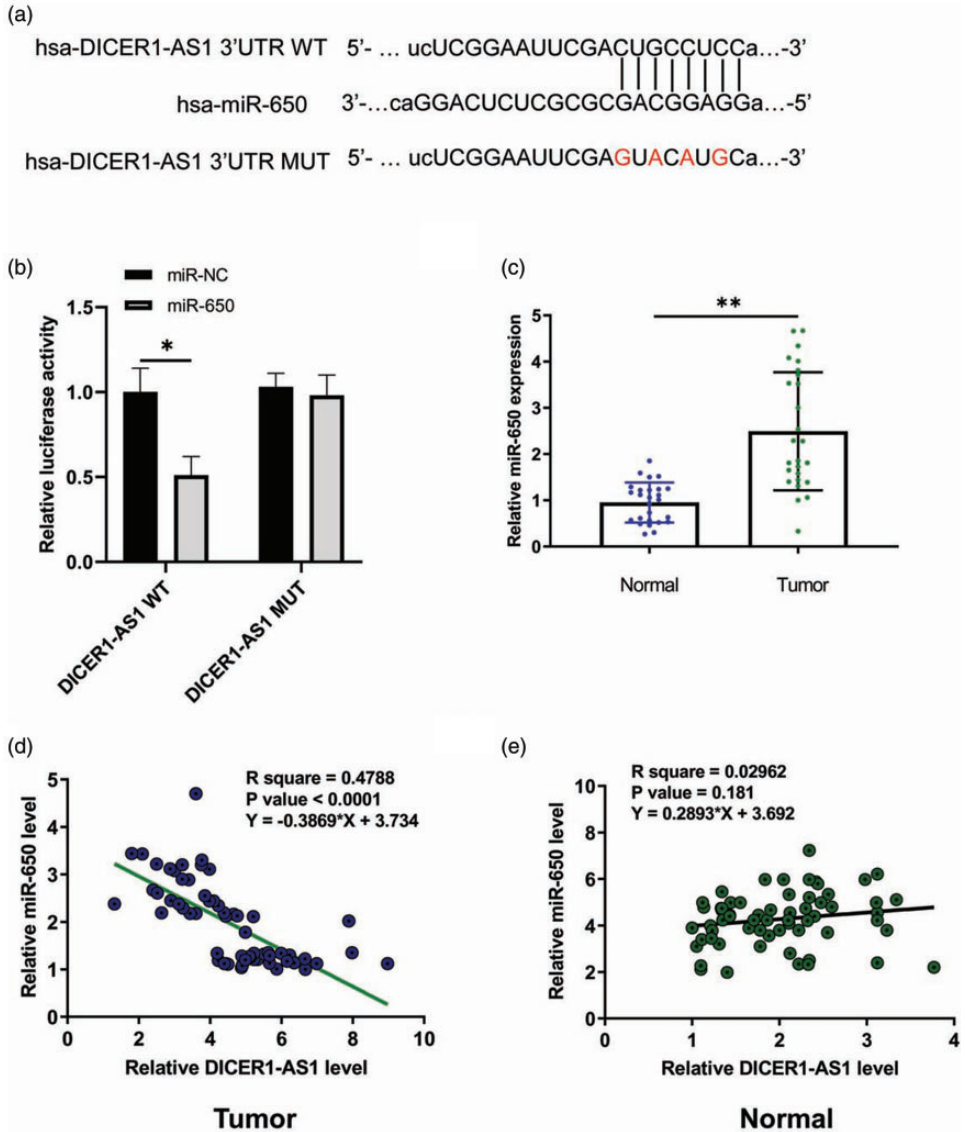 (a)
hsa-DICER1-AS1 3'UTR WT 5'- ... ucUCGGAAUUCGACUGCCUCCa...-3'
hsa-miR-650 3'-...caGGACUCUCGCGCGACGGAGGa...-5'
hsa-DICER1-AS1 3'UTR MUT 5'- ... ucUCGGAAUUCGAGUACAUGCa...-3'
(b)
miR-NC
miR-650
Relative luciferase activity
1.5
1.0
0.5
0.0
*
DICER1-AS1 WT
DICER1-AS1 MUT
(c)
**
Relative miR-650 expression
5
4
3
2
1
0
Normal
Tumor
(d)
R square = 0.4788
P value < 0.0001
Y = -0.3869*X + 3.734
Relative miR-650 level
5
4
3
2
1
0
0 2 4 6 8 10
Relative DICER1-AS1 level
Tumor
(e)
R square = 0.02962
P value = 0.181
Y = 0.2893*X + 3.692
Relative miR-650 level
10
8
6
4
2
0
0 1 2 3 4
Relative DICER1-AS1 level
Normal